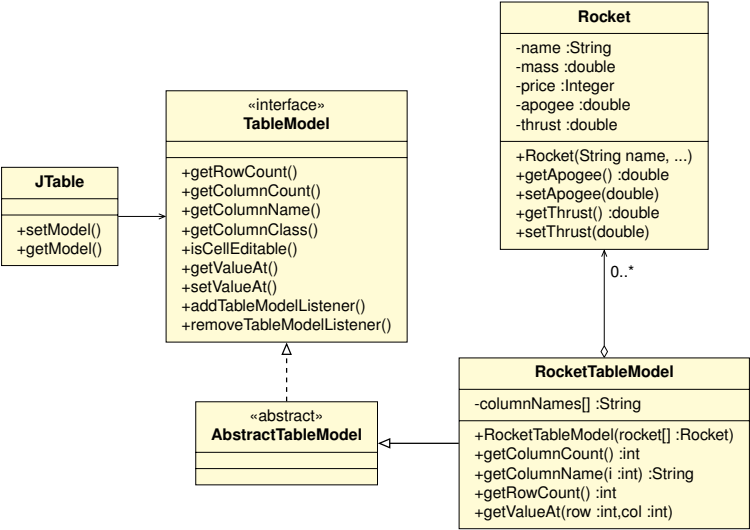 Rocket
-name :String
-mass :double
-price :Integer
-apogee :double
-thrust :double
+Rocket(String name, ...)
+getApogee() :double
+setApogee(double)
+getThrust() :double
+setThrust(double)
«interface»
TableModel
+getRowCount()
+getColumnCount()
+getColumnName()
+getColumnClass()
+isCellEditable()
+getValueAt()
+setValueAt()
+addTableModelListener()
+removeTableModelListener()
JTable
+setModel()
+getModel()
0..*
«abstract»
AbstractTableModel
RocketTableModel
-columnNames[] :String
+RocketTableModel(rocket[] :Rocket)
+getColumnCount() :int
+getColumnName(i :int) :String
+getRowCount() :int
+getValueAt(row :int,col :int)